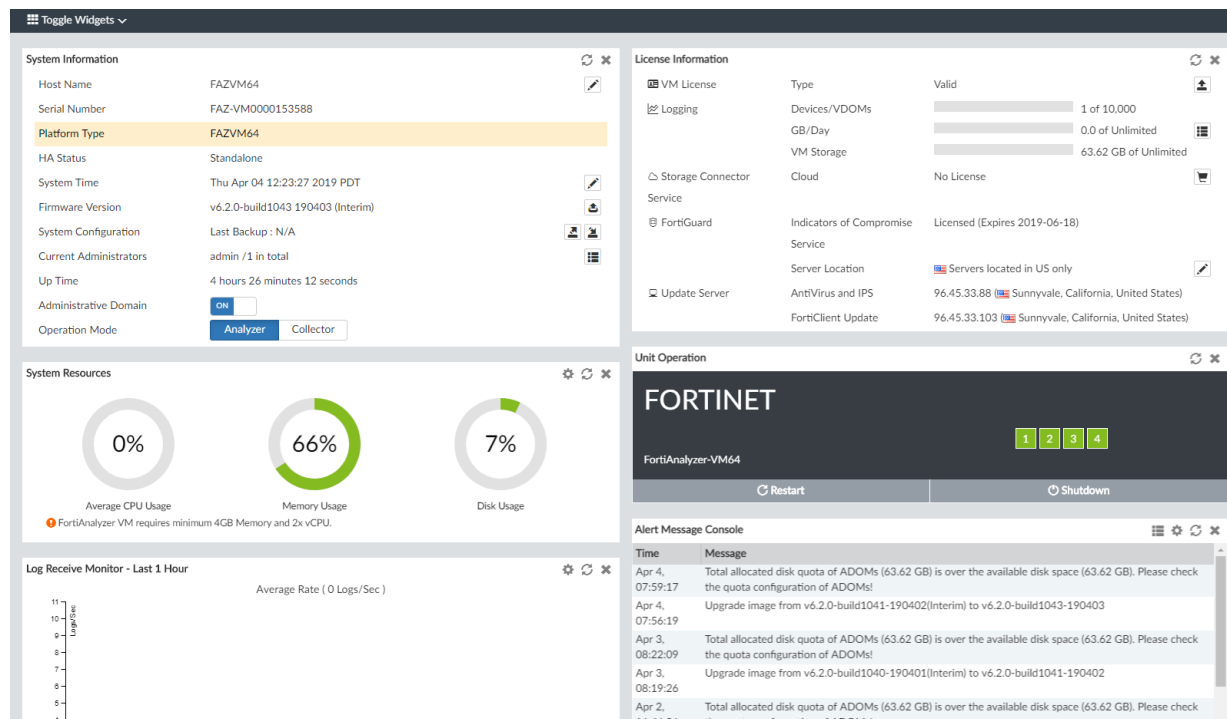 Toggle Widgets
System Information
Host Name FAZVM64
Serial Number FAZ-VM0000153588
Platform Type FAZVM64
HA Status Standalone
System Time Thu Apr 04 12:23:27 2019 PDT
Firmware Version v6.2.0-build1043 190403 (Interim)
System Configuration Last Backup : N/A
Current Administrators admin /1 in total
Up Time 4 hours 26 minutes 12 seconds
Administrative Domain ON
Operation Mode Analyzer Collector
License Information
VM License Type Valid
Logging Devices/VDOMs 1 of 10,000
GB/Day 0.0 of Unlimited
VM Storage 63.62 GB of Unlimited
Storage Connector Cloud No License
Service
FortiGuard Indicators of Compromise Licensed (Expires 2019-06-18)
Service
Server Location Servers located in US only
Update Server AntiVirus and IPS 96.45.33.88 (Sunnyvale, California, United States)
FortiClient Update 96.45.33.103 (Sunnyvale, California, United States)
System Resources
0% 66% 7%
Average CPU Usage Memory Usage Disk Usage
FortiAnalyzer VM requires minimum 4GB Memory and 2x vCPU.
Unit Operation
FORTINET
1 2 3 4
FortiAnalyzer-VM64
Restart Shutdown
Log Receive Monitor - Last 1 Hour
Average Rate ( 0 Logs/Sec )
Logs/Sec
11
10
9
8
7
6
5
Alert Message Console
Time Message
Apr 4, Total allocated disk quota of ADOMs (63.62 GB) is over the available disk space (63.62 GB). Please check
07:59:17 the quota configuration of ADOMs!
Apr 4, Upgrade image from v6.2.0-build1041-190402(Interim) to v6.2.0-build1043-190403
07:56:19
Apr 3, Total allocated disk quota of ADOMs (63.62 GB) is over the available disk space (63.62 GB). Please check
08:22:09 the quota configuration of ADOMs!
Apr 3, Upgrade image from v6.2.0-build1040-190401(Interim) to v6.2.0-build1041-190402
08:19:26
Apr 2, Total allocated disk quota of ADOMs (63.62 GB) is over the available disk space (63.62 GB). Please check